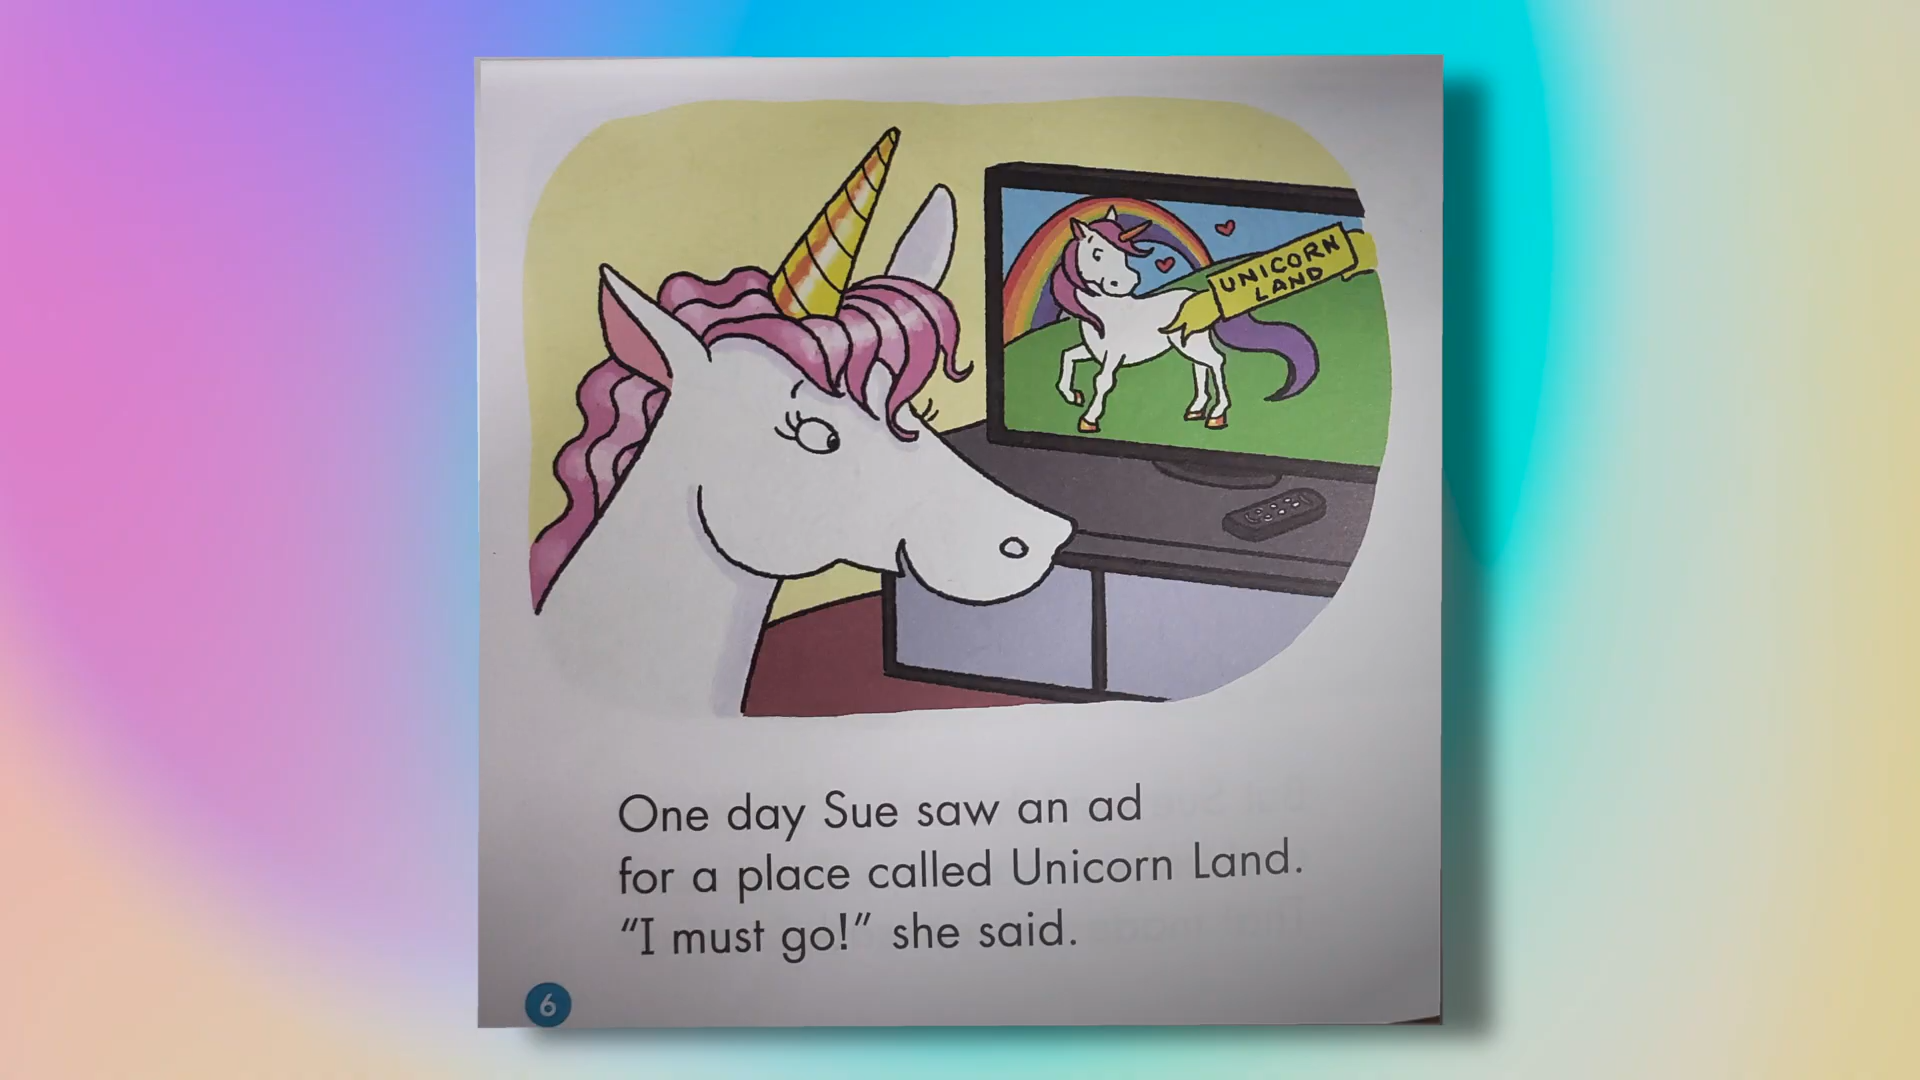 UNICORN
LAND
One day Sue saw an ad
for a place called Unicorn Land.
“I must go!” she said.
6